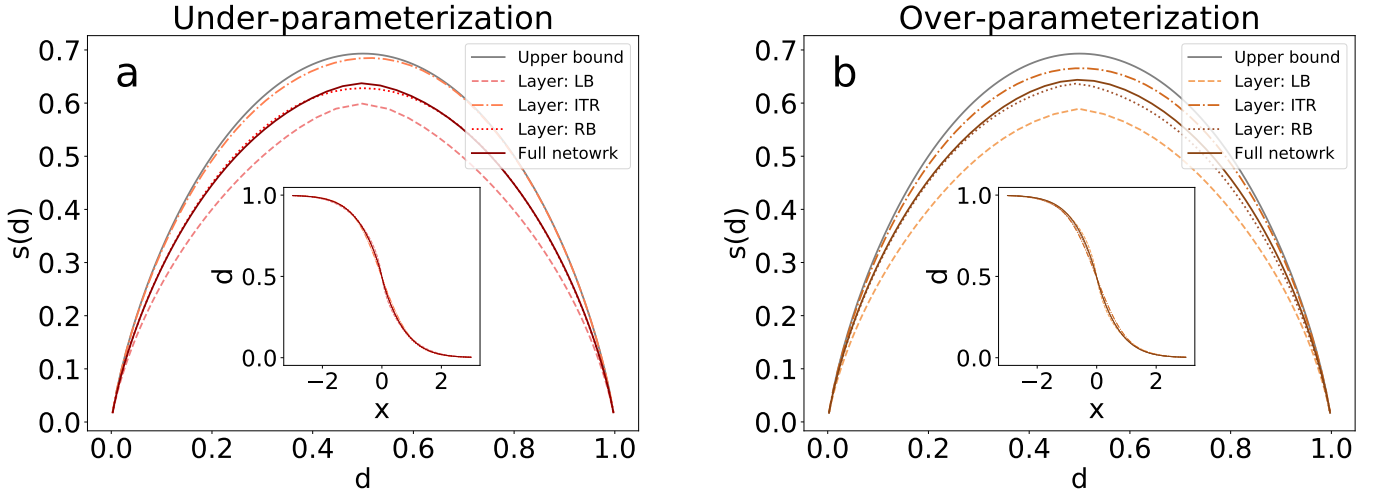 Under-parameterization
a
Upper bound
Layer: LB
Layer: ITR
Layer: RB
Full netowrk
s(d)
0.7
0.6
0.5
0.4
0.3
0.2
0.1
0.0
0.0 0.2 0.4 0.6 0.8 1.0
d
d
1.0
0.5
0.0
−2 0 2
x
Over-parameterization
b
Upper bound
Layer: LB
Layer: ITR
Layer: RB
Full netowrk
s(d)
0.7
0.6
0.5
0.4
0.3
0.2
0.1
0.0
0.0 0.2 0.4 0.6 0.8 1.0
d
d
1.0
0.5
0.0
−2 0 2
x